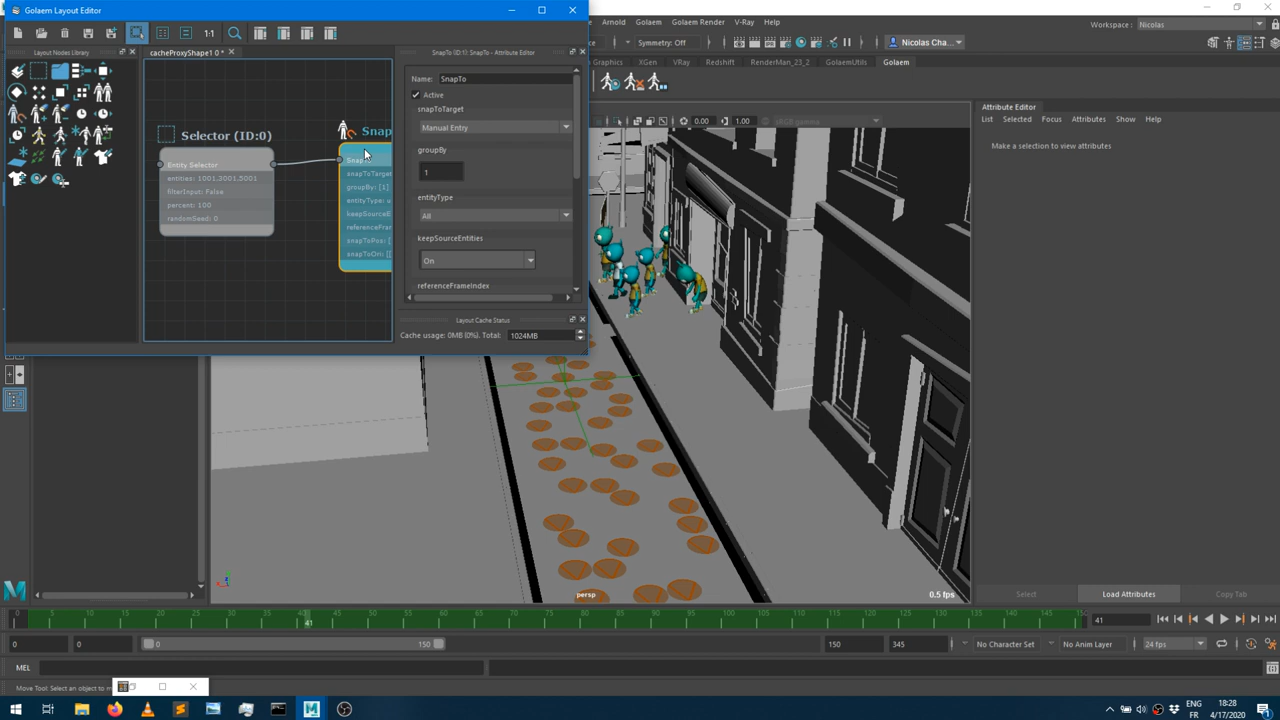 Golaem Layout Editor
1:1
Layout Nodes Library
cacheProxyShape1 0 *
SnapTo (ID:1): SnapTo - Attribute Editor
Name: SnapTo
Active
snapToTarget
Manual Entry
groupBy
1
entityType
All
keepSourceEntities
On
referenceFrameIndex
Layout Cache Status
Cache usage: 0MB (0%). Total: 1024MB
Selector (ID:0)
Entity Selector
entities: 1001,3001,5001
filterInput: False
percent: 100
randomSeed: 0
Snap
snapToTarget
groupBy: [1]
entityType: u
keepSourceE
referenceFrar
snapToPos: [
snapToOri: [[
Arnold Golaem Golaem Render V-Ray Help
Workspace: Nicolas
Symmetry: Off
Nicolas Cha...
Graphics XGen VRay Redshift RenderMan_23_2 GolaemUtils Golaem
0.00 1.00 sRGB gamma
Attribute Editor
List Selected Focus Attributes Show Help
Make a selection to view attributes
persp
0.5 fps
Select Load Attributes Copy Tab
0 5 10 15 20 25 30 35 40 45 50 55 60 65 70 75 80 85 90 95 100 105 110 115 120 125 130 135 140 145 150
41
41
0 0 0 150 150 345 No Character Set No Anim Layer 24 fps
MEL
Move Tool: Select an object to m
ENG
FR
18:28
4/17/2020
1